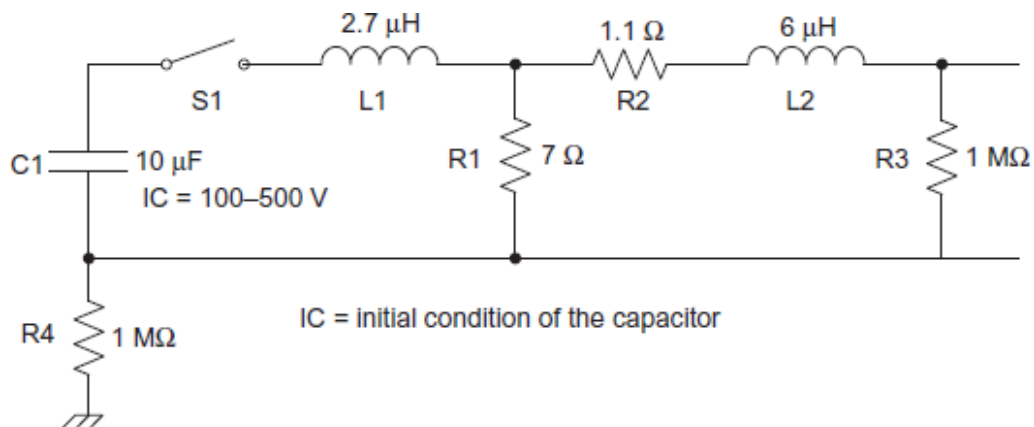 2.7 μH
1.1 Ω
6 μH
S1
L1
R2
L2
C1
10 μF
IC = 100–500 V
R1
7 Ω
R3
1 MΩ
R4
1 MΩ
IC = initial condition of the capacitor